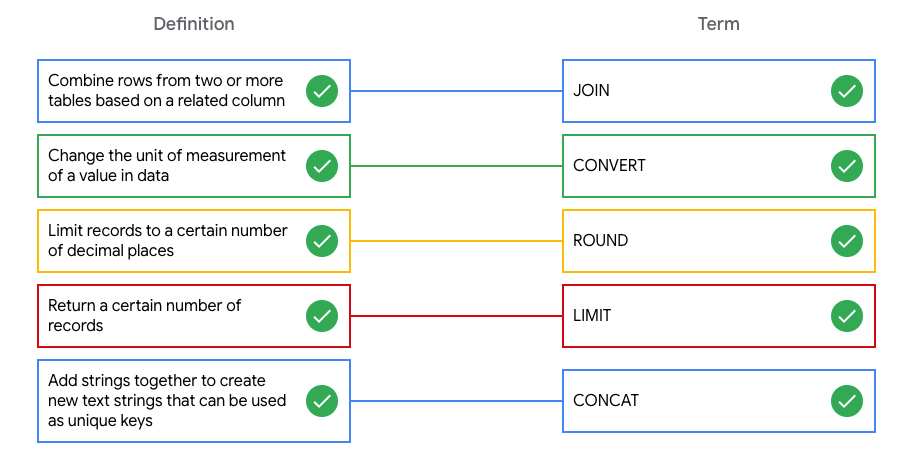 Definition
Term
Combine rows from two or more
tables based on a related column
JOIN
Change the unit of measurement
of a value in data
CONVERT
Limit records to a certain number
of decimal places
ROUND
Return a certain number of
records
LIMIT
Add strings together to create
new text strings that can be used
as unique keys
CONCAT